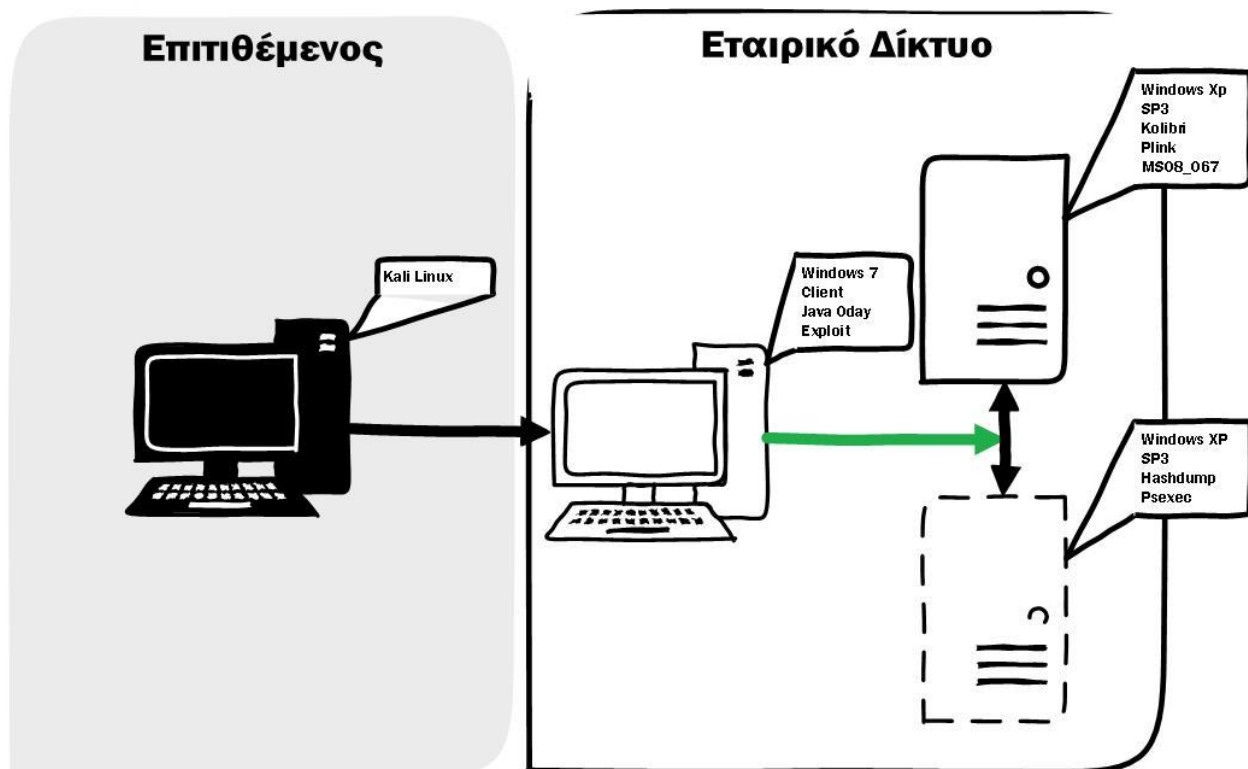 Επιτιθέμενος
Εταιρικό Δίκτυο
Windows Xp
SP3
Kolibri
Plink
MS08_067
Kali Linux
Windows 7
Client
Java 0day
Exploit
Windows XP
SP3
Hashdump
Psexec